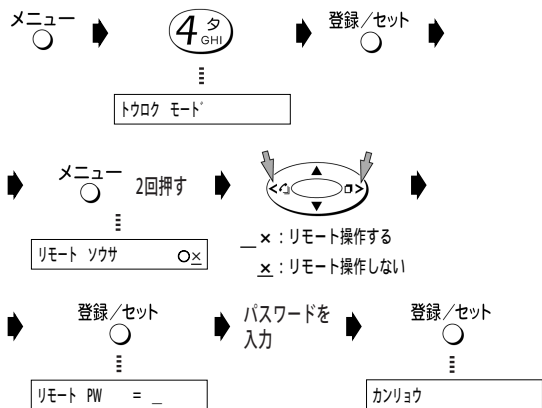 メニュー
4 タ GHI
登録／セット
トウロク モード
メニュー
2回押す
リモート ソウサ ○×
＿×：リモート操作する
×：リモート操作しない
登録／セット
リモート PW = _
パスワードを
入力
登録／セット
カンリョウ